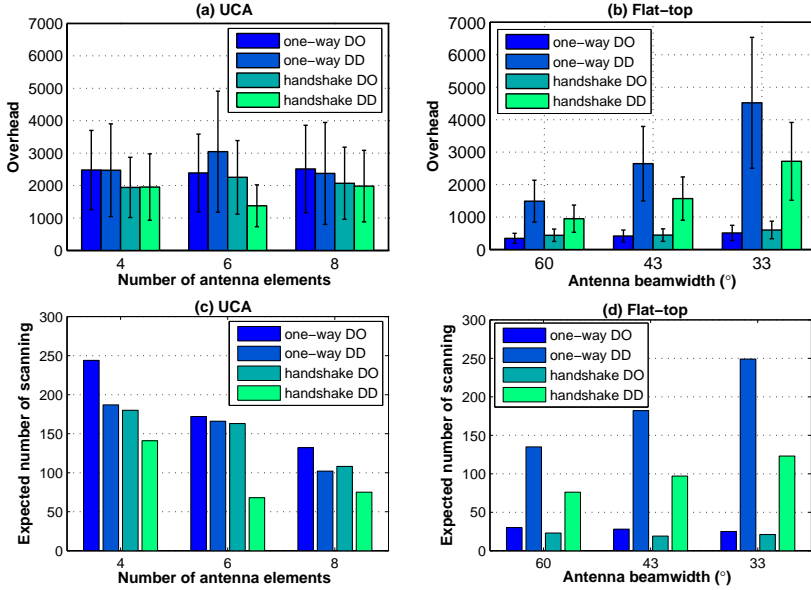 (a) UCA
7000
6000
5000
4000
3000
2000
1000
0
Overhead
one−way DO
one−way DD
handshake DO
handshake DD
4
6
8
Number of antenna elements
(b) Flat−top
7000
6000
5000
4000
3000
2000
1000
0
Overhead
one−way DO
one−way DD
handshake DO
handshake DD
60
43
33
Antenna beamwidth (°)
(c) UCA
300
250
200
150
100
50
0
Expected number of scanning
one−way DO
one−way DD
handshake DO
handshake DD
4
6
8
Number of antenna elements
(d) Flat−top
300
250
200
150
100
50
0
Expected number of scanning
one−way DO
one−way DD
handshake DO
handshake DD
60
43
33
Antenna beamwidth (°)